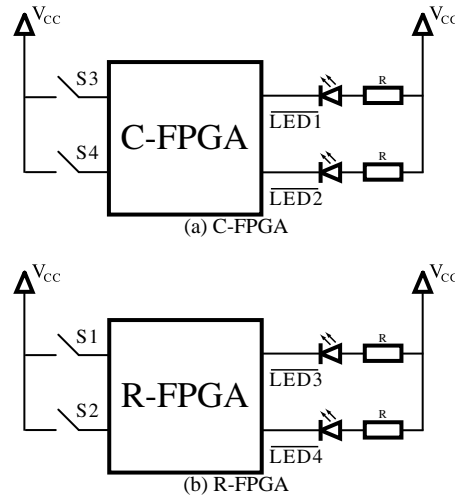 VCC VCC
S3 R
C-FPGA
LED1
S4 R
LED2
(a) C-FPGA
VCC VCC
S1 R
R-FPGA
LED3
S2 R
LED4
(b) R-FPGA